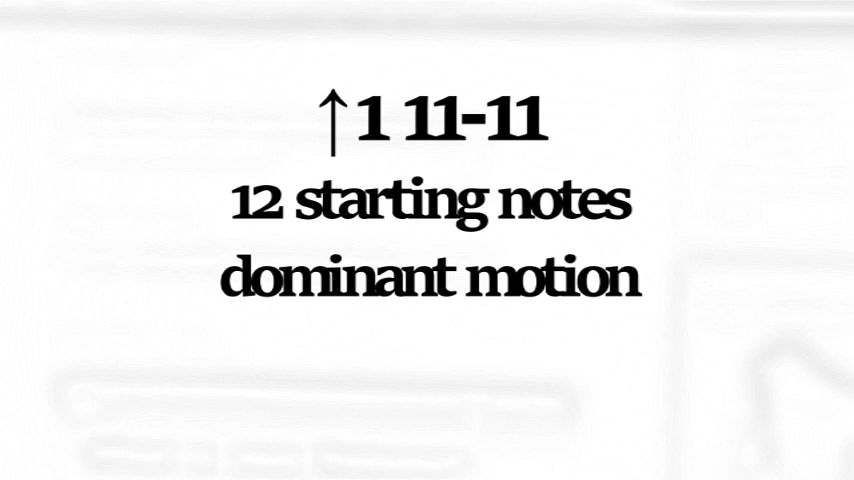 ↑1 11-11
12 starting notes
dominant motion